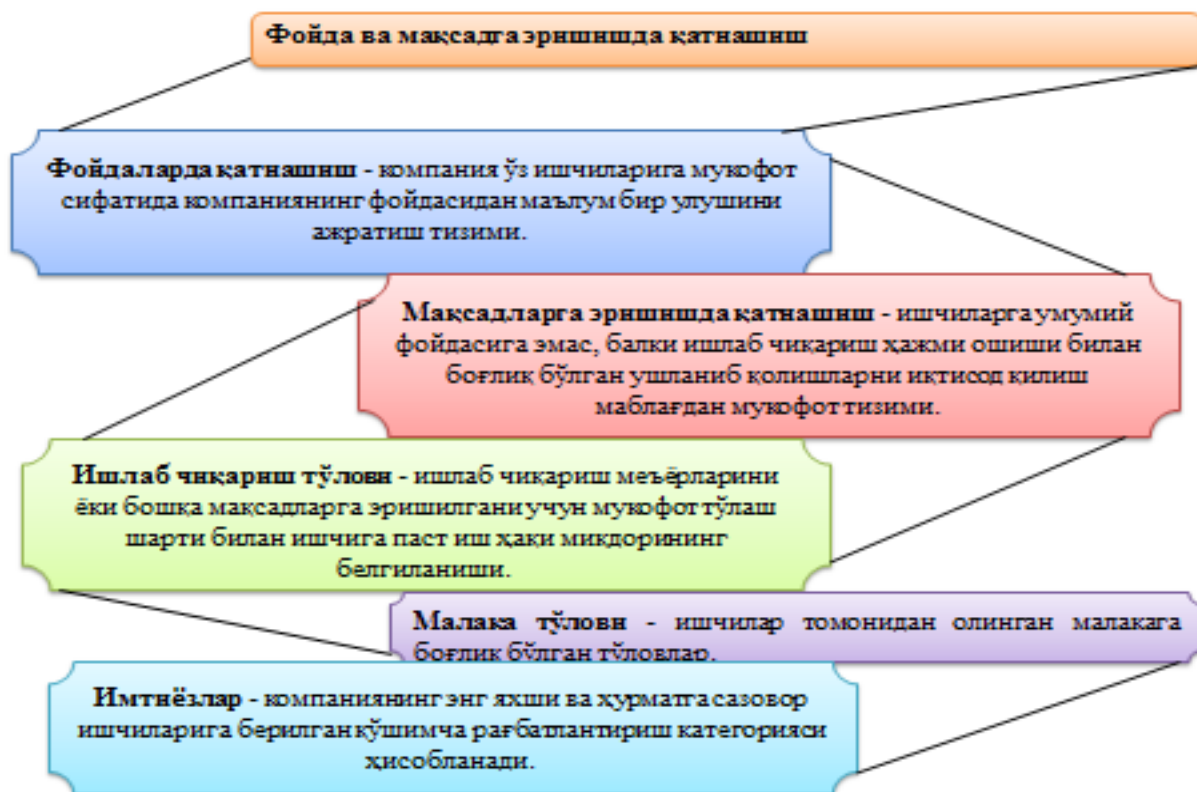 Фойда ва мақсадга эришишда қатнашиш
Фойдаларда қатнашиш - компания ўз ишчиларига мукофот
сифатида компаниянинг фойдасидан маълум бир улушини
ажратиш тизими.
Мақсадларга эришишда қатнашиш - ишчиларга умумий
фойдасига эмас, балки ишлаб чиқариш ҳажми ошиши билан
боғлиқ бўлган ушланиб қолишларни иқтисод қилиш
маблағдан мукофот тизими.
Ишлаб чиқариш тўлови - ишлаб чиқариш меъёрларини
ёки бошқа мақсадларга эришилгани учун мукофот тўлаш
шарти билан ишчига паст иш ҳақи миқдорининг
белгиланиши.
Малака тўлови - ишчилар томонидан олинган малакага
боғлиқ бўлган тўловлар.
Имтиёзлар - компаниянинг энг яхши ва ҳурматга сазовор
ишчиларига берилган қўшимча рағбатлантириш категорияси
ҳисобланади.